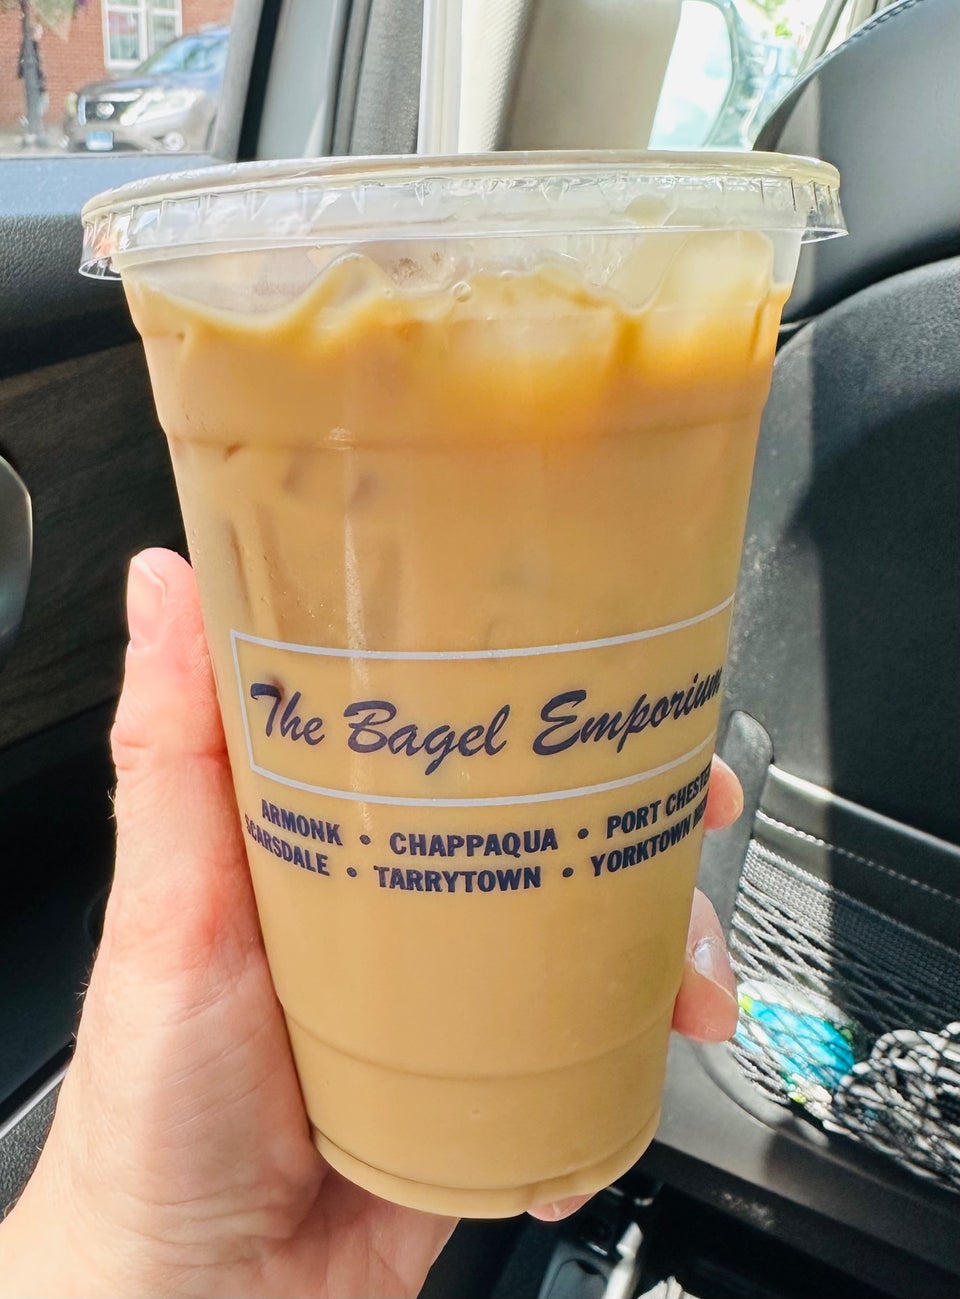 The Bagel Emporium
ARMONK • CHAPPAQUA • PORT CHESTER
SCARSDALE • TARRYTOWN • YORKTOWN